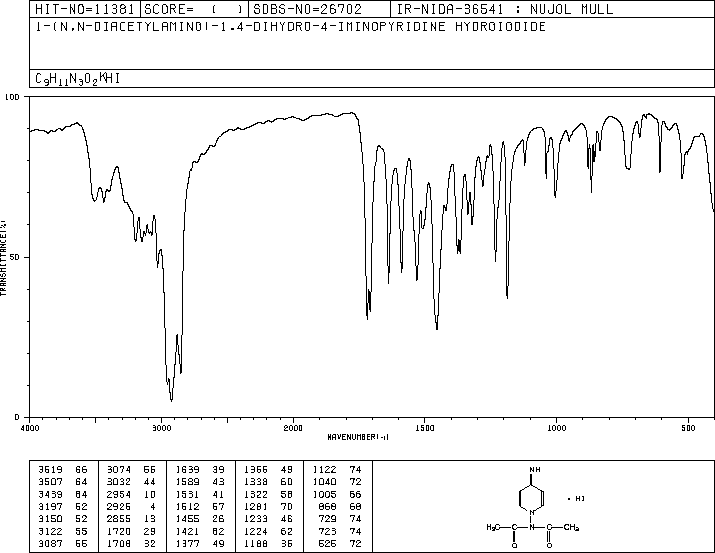 HIT-NO=11381 SCORE= ( ) SDBS-NO=26702 IR-NIDA-36541 : NUJOL MULL
1-(N,N-DIACETYLAMINO)-1,4-DIHYDRO-4-IMINOPYRIDINE HYDROIODIDE
C9H11N3O2*HI
100
50
0
TRANSMITTANCE(%)
4000 3000 2000 1500 1000 500
WAVENUMBER(-1)
3519 66 3074 56 1639 39 1366 49 1122 74
3507 64 3032 44 1589 43 1338 60 1040 72
3439 64 2954 10 1531 41 1322 58 1005 66
3197 52 2926 4 1512 57 1281 70 868 68
3150 52 2855 13 1455 26 1233 46 729 74
3122 55 1720 29 1421 62 1224 62 723 74
3087 55 1708 32 1377 49 1188 36 526 72
NH
· HI
N
H3C C N C CH3
O O